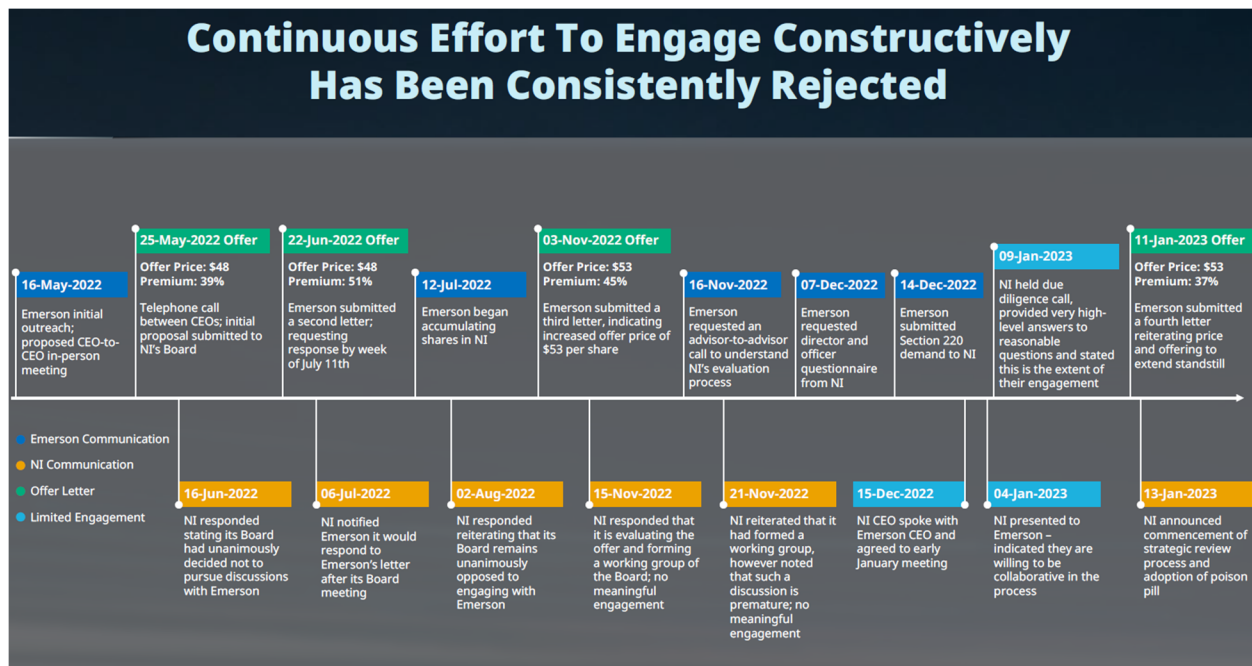 Continuous Effort To Engage Constructively
Has Been Consistently Rejected
16-May-2022
Emerson initial
outreach;
proposed CEO-to-
CEO in-person
meeting
25-May-2022 Offer
Offer Price: $48
Premium: 39%
Telephone call
between CEOs; initial
proposal submitted to
NI’s Board
22-Jun-2022 Offer
Offer Price: $48
Premium: 51%
Emerson submitted
a second letter;
requesting
response by week
of July 11th
12-Jul-2022
Emerson began
accumulating
shares in NI
03-Nov-2022 Offer
Offer Price: $53
Premium: 45%
Emerson submitted a
third letter, indicating
increased offer price of
$53 per share
16-Nov-2022
Emerson
requested an
advisor-to-advisor
call to understand
NI’s evaluation
process
07-Dec-2022
Emerson
requested
director and
officer
questionnaire
from NI
14-Dec-2022
Emerson
submitted
Section 220
demand to NI
09-Jan-2023
NI held due
diligence call,
provided very high-
level answers to
reasonable
questions and stated
this is the extent of
their engagement
11-Jan-2023 Offer
Offer Price: $53
Premium: 37%
Emerson submitted
a fourth letter
reiterating price
and offering to
extend standstill
Emerson Communication
NI Communication
Offer Letter
Limited Engagement
16-Jun-2022
NI responded
stating its Board
had unanimously
decided not to
pursue discussions
with Emerson
06-Jul-2022
NI notified
Emerson it would
respond to
Emerson’s letter
after its Board
meeting
02-Aug-2022
NI responded
reiterating that its
Board remains
unanimously
opposed to
engaging with
Emerson
15-Nov-2022
NI responded that
it is evaluating the
offer and forming
a working group of
the Board; no
meaningful
engagement
21-Nov-2022
NI reiterated that it
had formed a
working group,
however noted
that such a
discussion is
premature; no
meaningful
engagement
15-Dec-2022
NI CEO spoke with
Emerson CEO and
agreed to early
January meeting
04-Jan-2023
NI presented to
Emerson –
indicated they are
willing to be
collaborative in the
process
13-Jan-2023
NI announced
commencement of
strategic review
process and
adoption of poison
pill